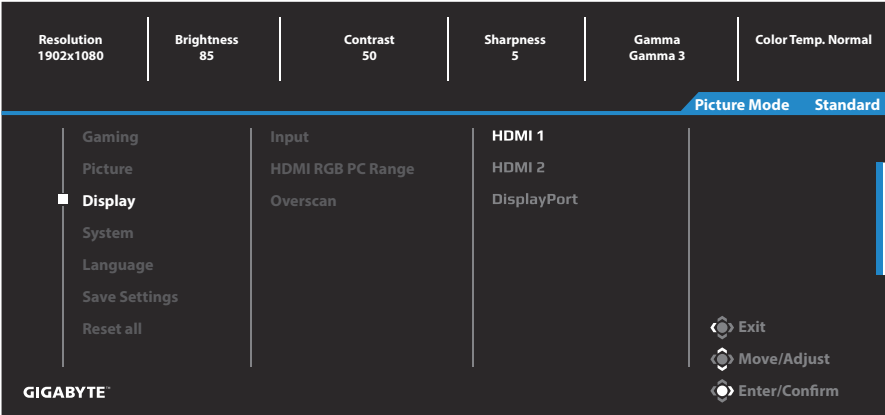 Resolution
1902x1080
Brightness
85
Contrast
50
Sharpness
5
Gamma
Gamma 3
Color Temp. Normal
Picture Mode Standard
Gaming
Picture
Display
System
Language
Save Settings
Reset all
Input
HDMI RGB PC Range
Overscan
HDMI 1
HDMI 2
DisplayPort
Exit
Move/Adjust
Enter/Confirm
GIGABYTE™